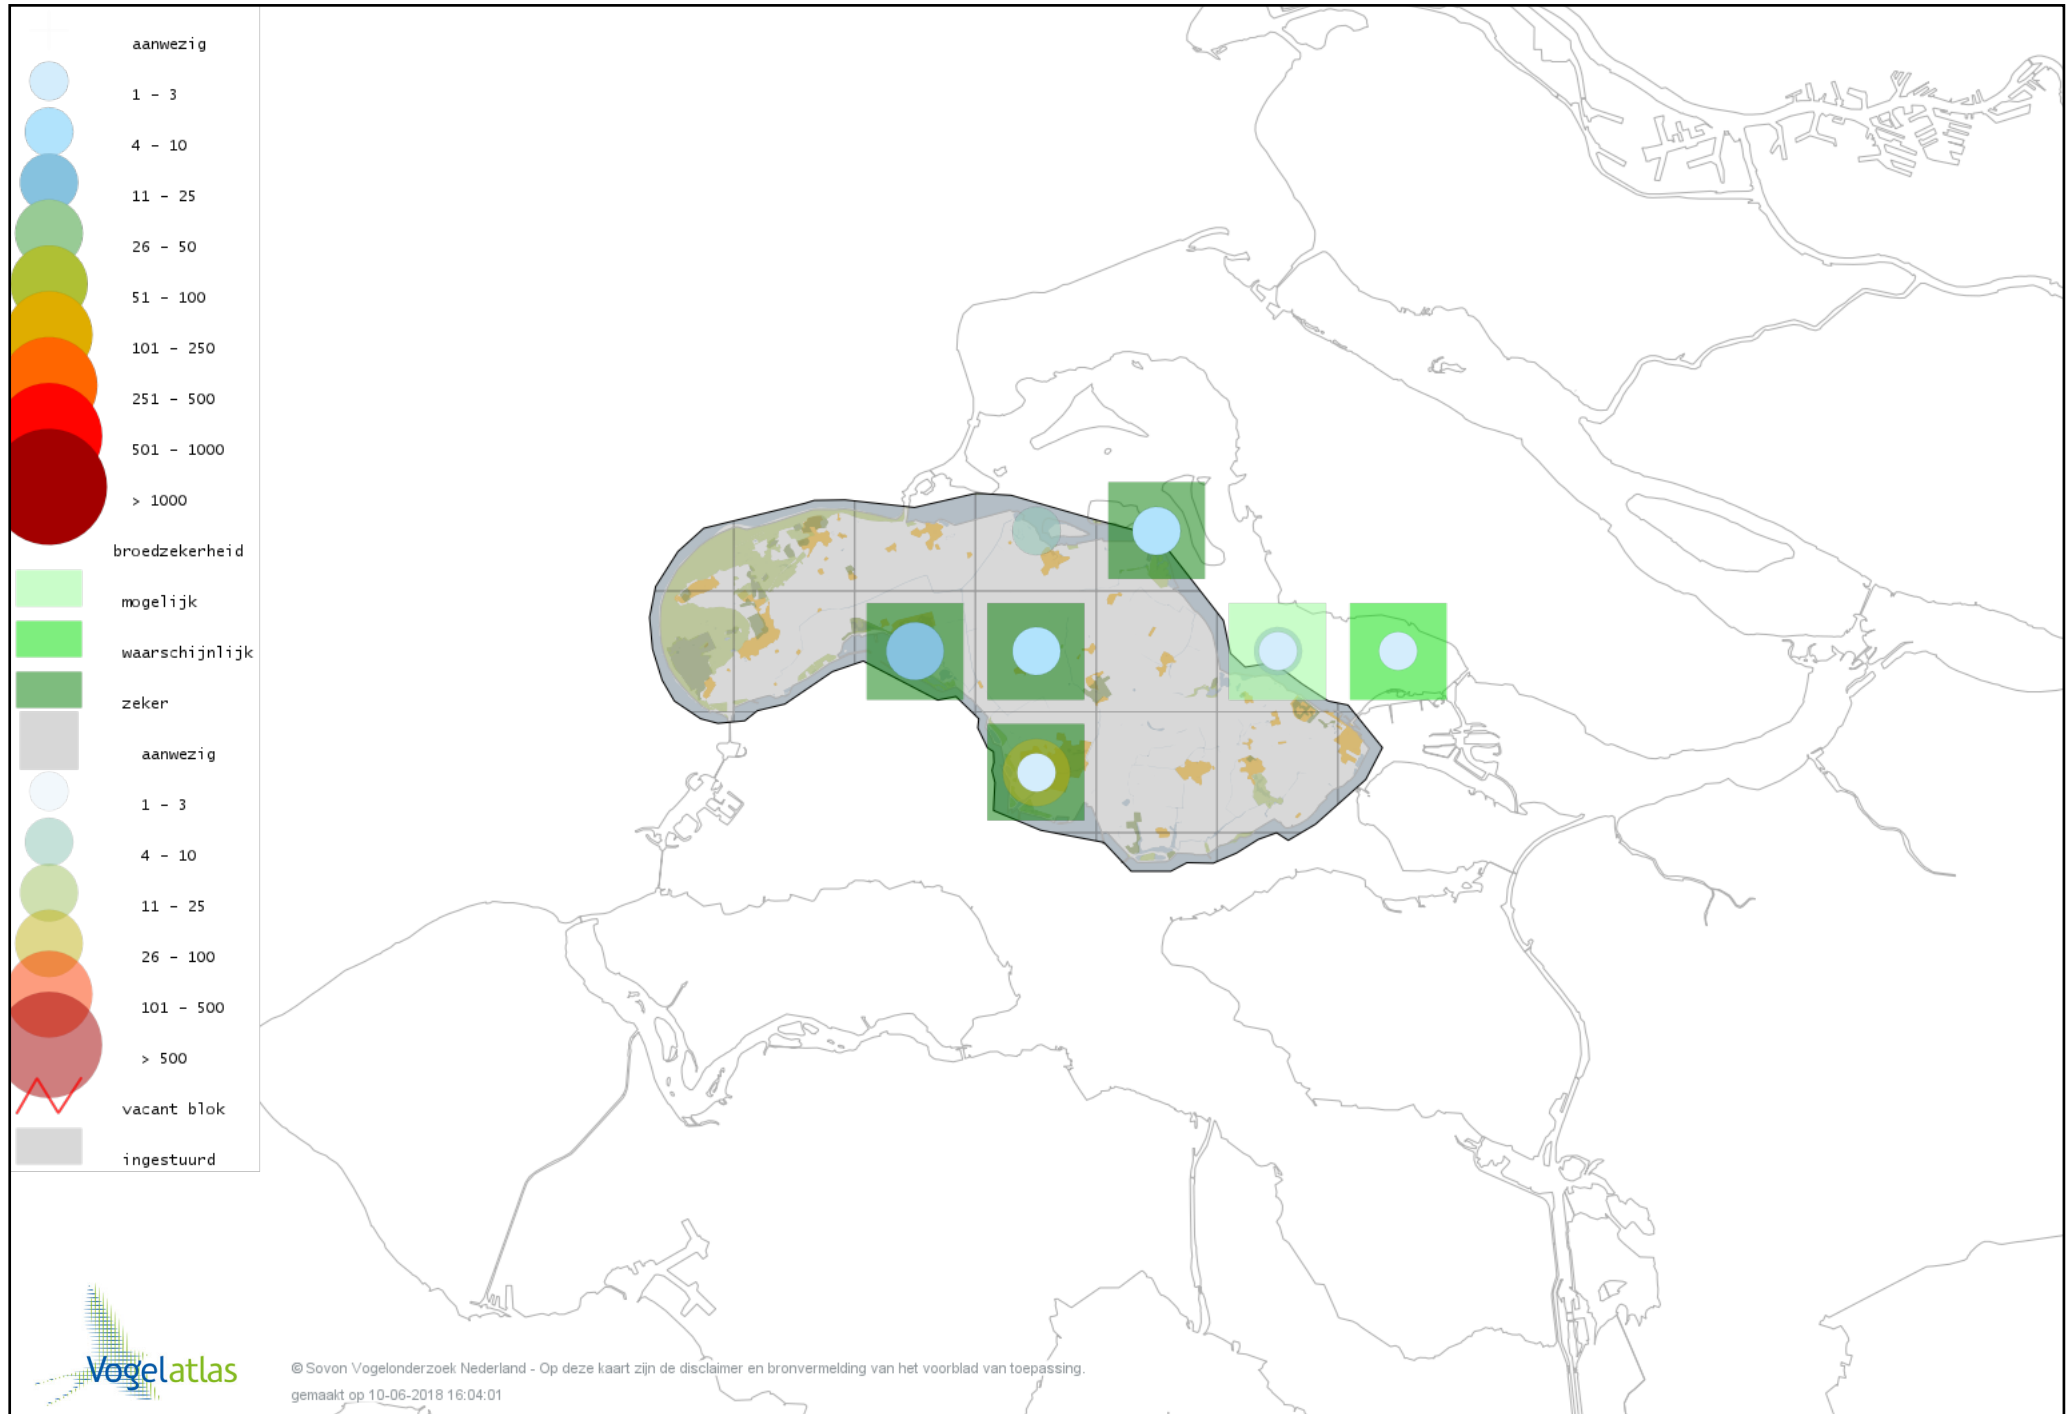 aanwezig
1 - 3
4 - 10
11 - 25
26 - 50
51 - 100
101 - 250
251 - 500
501 - 1000
> 1000
broedzekerheid
mogelijk
waarschijnlijk
zeker
aanwezig
1 - 3
4 - 10
11 - 25
26 - 100
101 - 500
> 500
vacant blok
ingestuurd
Vogelatlas
© Sovon Vogelonderzoek Nederland - Op deze kaart zijn de disclaimer en bronvermelding van het voorblad van toepassing.
gemaakt op 10-06-2018 16:04:01